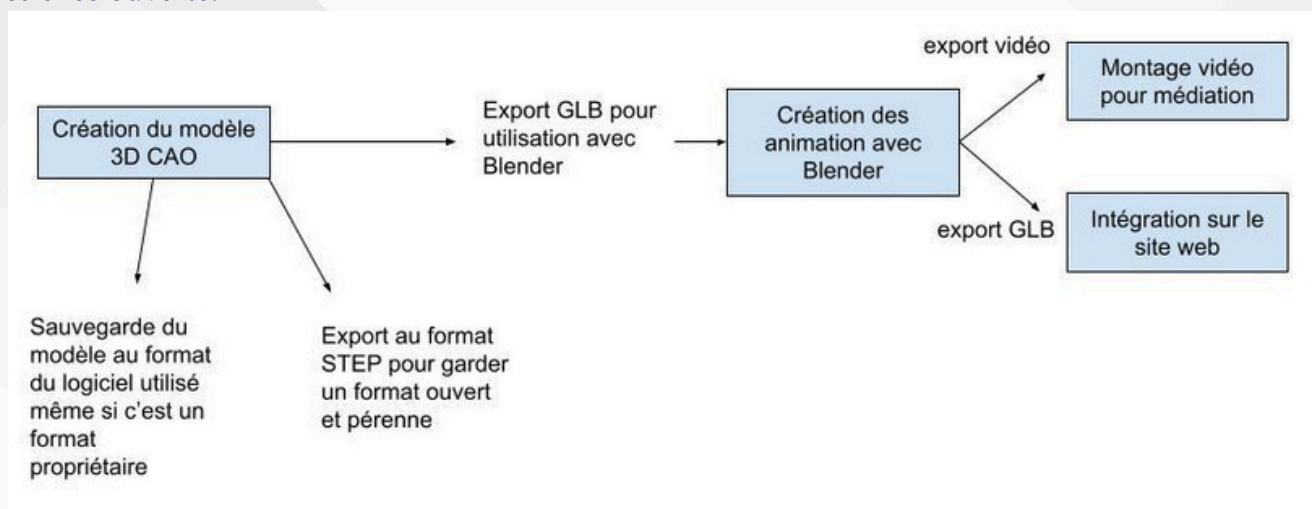 Création du modèle
3D CAO
Export GLB pour
utilisation avec
Blender
Création des
animation avec
Blender
export vidéo
Montage vidéo
pour médiation
export GLB
Intégration sur le
site web
Sauvegarde du
modèle au format
du logiciel utilisé
même si c'est un
format
propriétaire
Export au format
STEP pour garder
un format ouvert
et pérenne